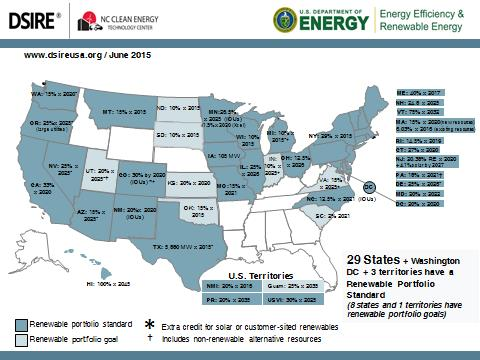 DSIRE®
NC CLEAN ENERGY
TECHNOLOGY CENTER
U.S. DEPARTMENT OF
ENERGY
Energy Efficiency &
Renewable Energy
www.dsireusa.org / June 2015
WA: 15% x 2020*
OR: 25% x 2025*
(large utilities)
CA: 33%
x 2020
NV: 25% x
2025*
UT: 20% x
2025*†
AZ: 15% x
2025*
MT: 15% x 2015
CO: 30% by 2020
(IOUs) *†
NM: 20% x 2020
(IOUs)
ND: 10% x 2015
SD: 10% x 2015
KS: 20% x 2020
OK: 15%
x 2015
TX: 5,880 MW x 2015*
HI: 100% x 2045
MN: 26.5%
x 2025 (IOUs)
31.5% x 2020 (Xcel)
IA: 105 MW
MO: 15% x
2021
WI: 10%
2015
IL: 25%
x 2026
MI: 10% x
2015*†
IN:
10% x
2025†
OH: 12.5%
x 2026
NY: 29% x 2015
VA: 15%
x 2025*
NC: 12.5% x 2021
(IOUs)
SC: 2% 2021
DC
ME: 40% x 2017
NH: 24.8 x 2025
VT: 75% x 2032
MA: 15% x 2020(new resources)
6.03% x 2016 (existing resources)
RI: 14.5% x 2019
CT: 27% x 2020
NJ: 20.38% RE x 2020
+ 4.1% solar by 2027
PA: 18% x 2021†
DE: 25% x 2026*
MD: 20% x 2022
DC: 20% x 2020
29 States + Washington
DC + 3 territories have a
Renewable Portfolio
Standard
(8 states and 1 territories have
renewable portfolio goals)
U.S. Territories
NMI: 20% x 2016
Guam: 25% x 2035
PR: 20% x 2035
USVI: 30% x 2025
Renewable portfolio standard
Renewable portfolio goal
* Extra credit for solar or customer-sited renewables
† Includes non-renewable alternative resources